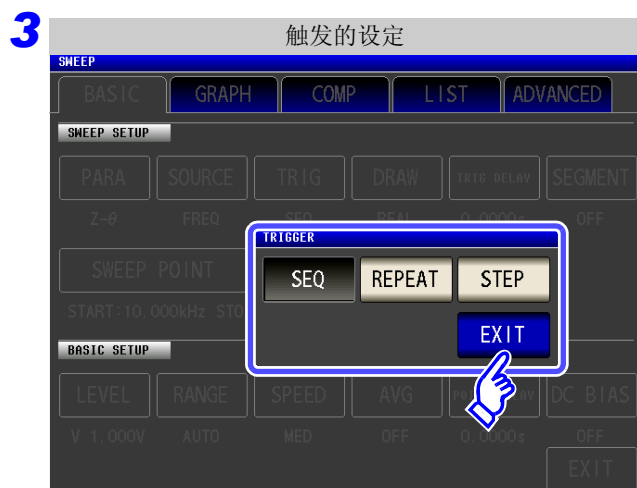 3
触发的设定
SWEEP
BASIC GRAPH COMP LIST ADVANCED
SWEEP SETUP
PARA SOURCE TRIG DRAW TRIG DELAY SEGMENT
Z-θ FREQ SEQ REAL 0.0000s OFF
TRIGGER
SEQ REPEAT STEP
EXIT
SWEEP POINT
START:10.000kHz STO
BASIC SETUP
LEVEL RANGE SPEED AVG DC BIAS
V 1.000V AUTO MED OFF 0.0000s OFF
EXIT